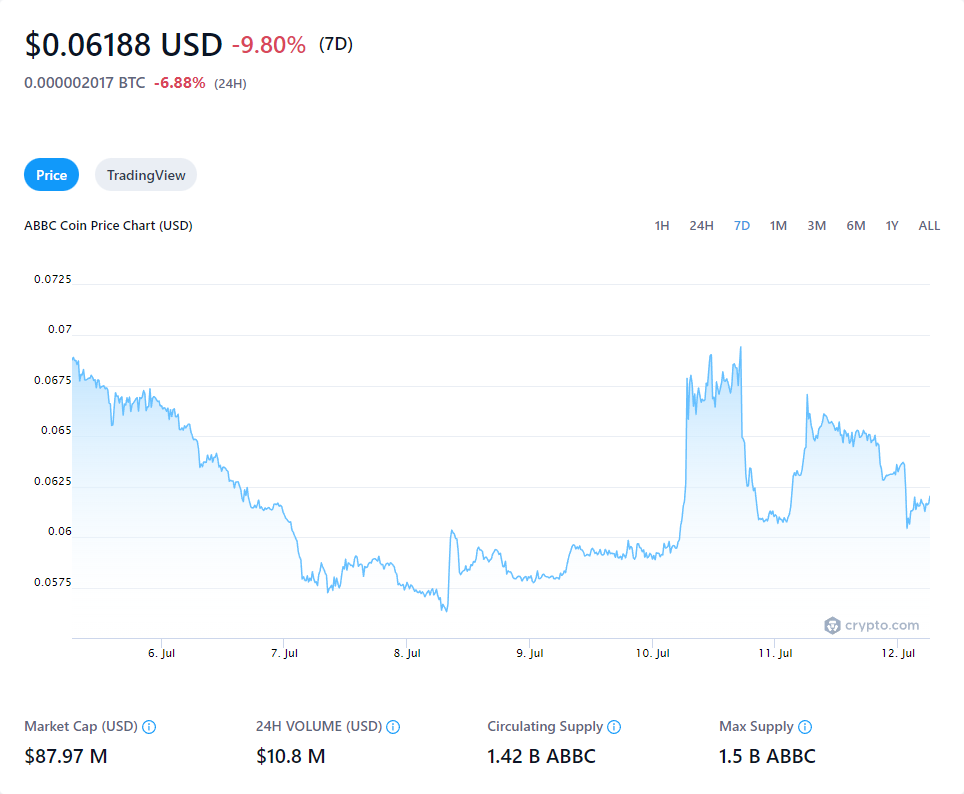 $0.06188 USD -9.80% (7D)
0.000002017 BTC -6.88% (24H)
Price TradingView
ABBC Coin Price Chart (USD) 1H 24H 7D 1M 3M 6M 1Y ALL
0.0725
0.07
0.0675
0.065
0.0625
0.06
0.0575
crypto.com
6. Jul 7. Jul 8. Jul 9. Jul 10. Jul 11. Jul 12. Jul
Market Cap (USD) 24H VOLUME (USD) Circulating Supply Max Supply
$87.97 M $10.8 M 1.42 B ABBC 1.5 B ABBC